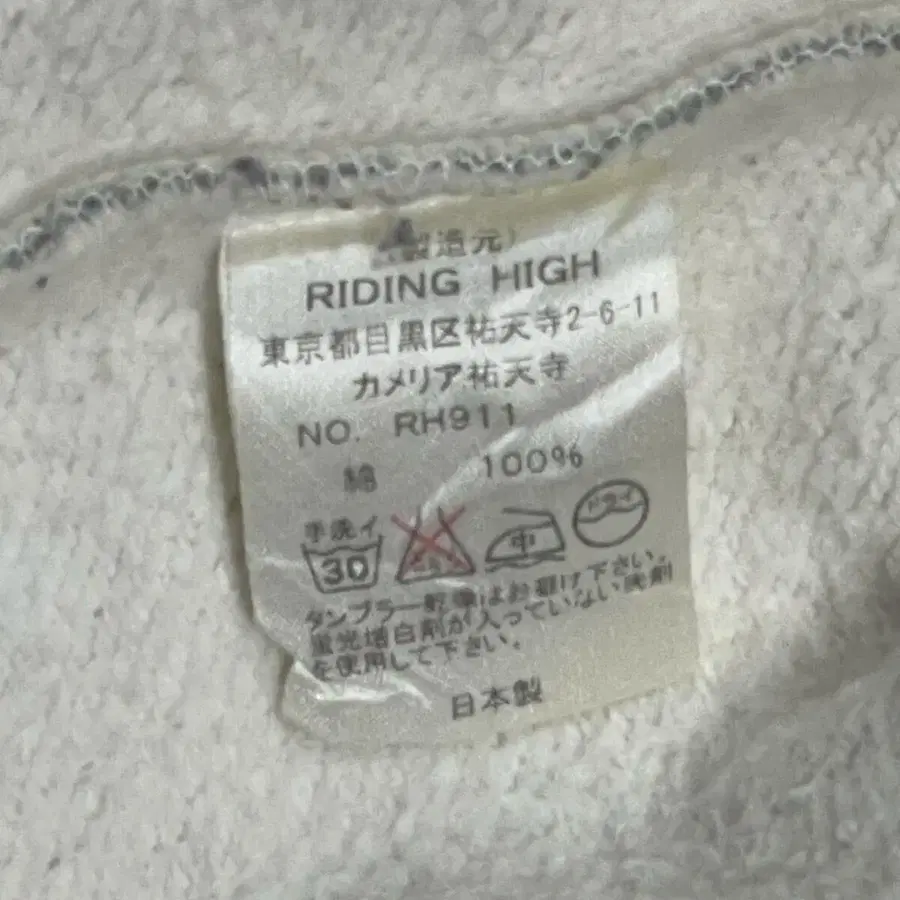 製造元)
RIDING HIGH
東京都目黒区祐天寺2-6-11
カメリア祐天寺
NO. RH911
綿 100%
手洗イ
30
中
ドライ
タンブラー乾燥はお避け下さい。
蛍光増白剤が入っていない洗剤
を使用して下さい。
日本製